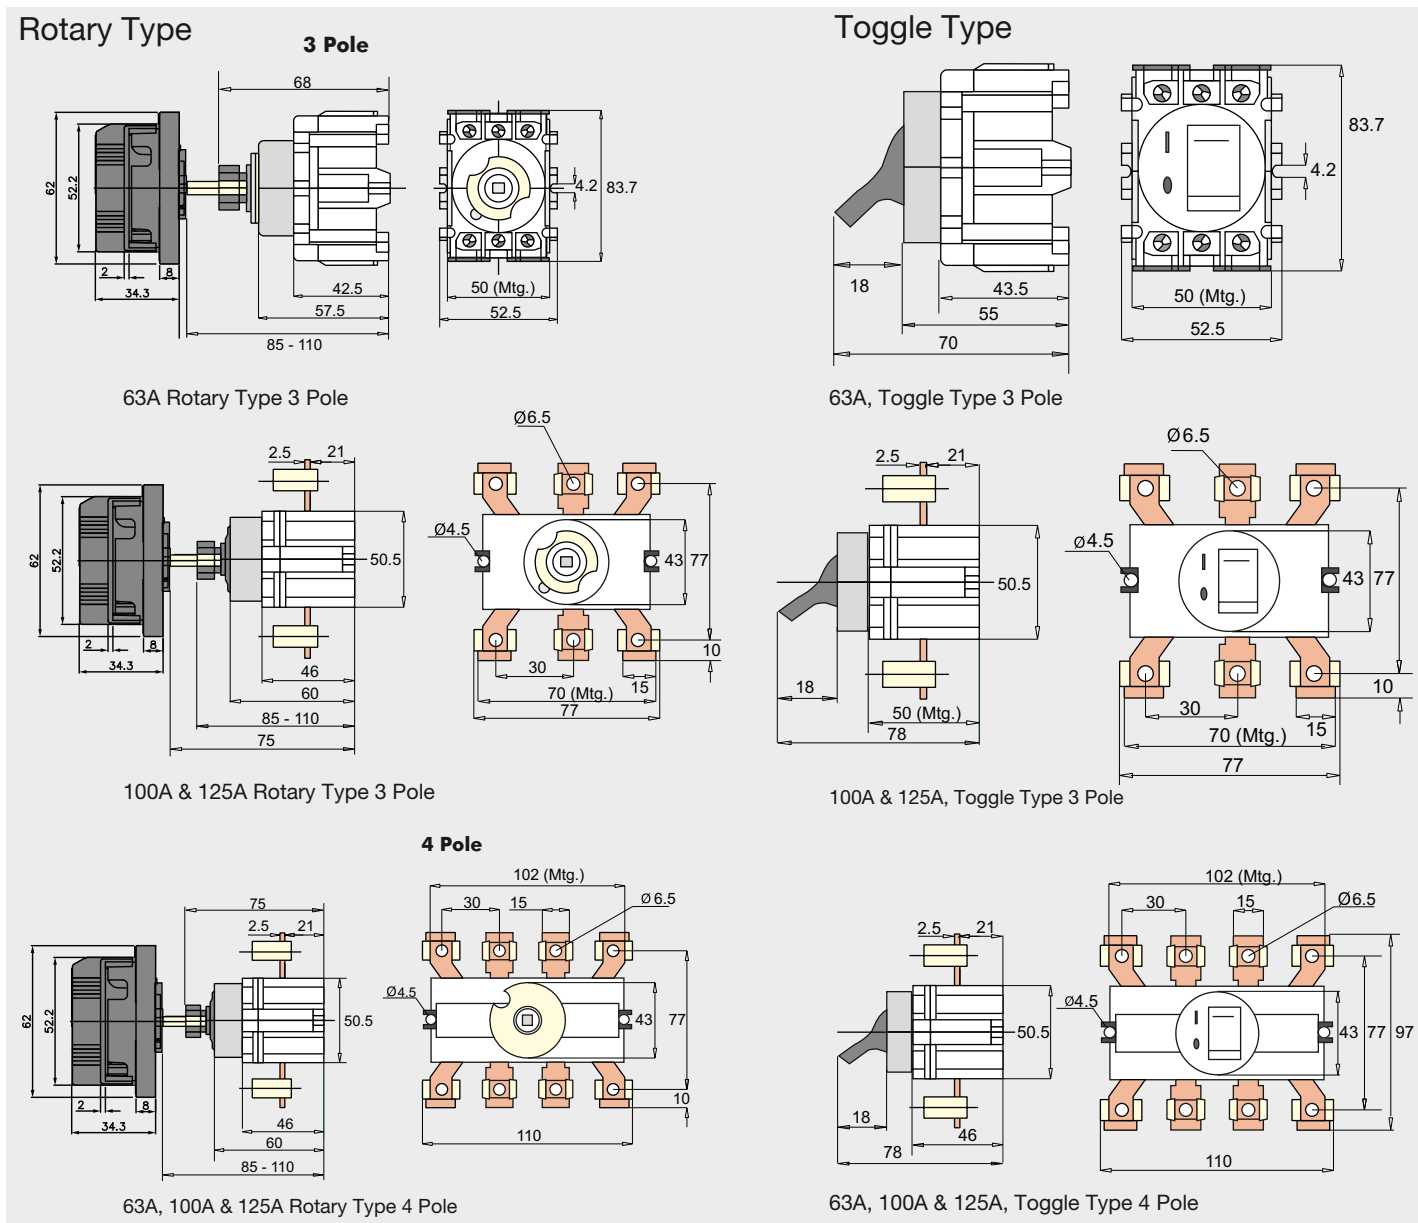 Rotary Type
Toggle Type
3 Pole
68
62
52.2
2
8
34.3
42.5
57.5
85 - 110
4.2
83.7
50 (Mtg.)
52.5
63A Rotary Type 3 Pole
18
43.5
55
70
83.7
4.2
50 (Mtg.)
52.5
63A, Toggle Type 3 Pole
2.5
21
62
52.2
50.5
2
8
34.3
46
60
85 - 110
75
Ø6.5
Ø4.5
43
77
10
30
15
70 (Mtg.)
77
100A & 125A Rotary Type 3 Pole
2.5
21
50.5
18
50 (Mtg.)
78
Ø6.5
Ø4.5
43
77
10
30
15
70 (Mtg.)
77
100A & 125A, Toggle Type 3 Pole
4 Pole
75
2.5
21
62
52.2
50.5
2
8
34.3
46
60
85 - 110
102 (Mtg.)
30
15
Ø6.5
Ø4.5
43
77
10
110
63A, 100A & 125A Rotary Type 4 Pole
2.5
21
50.5
18
46
78
102 (Mtg.)
30
15
Ø6.5
Ø4.5
43
77
97
110
63A, 100A & 125A, Toggle Type 4 Pole